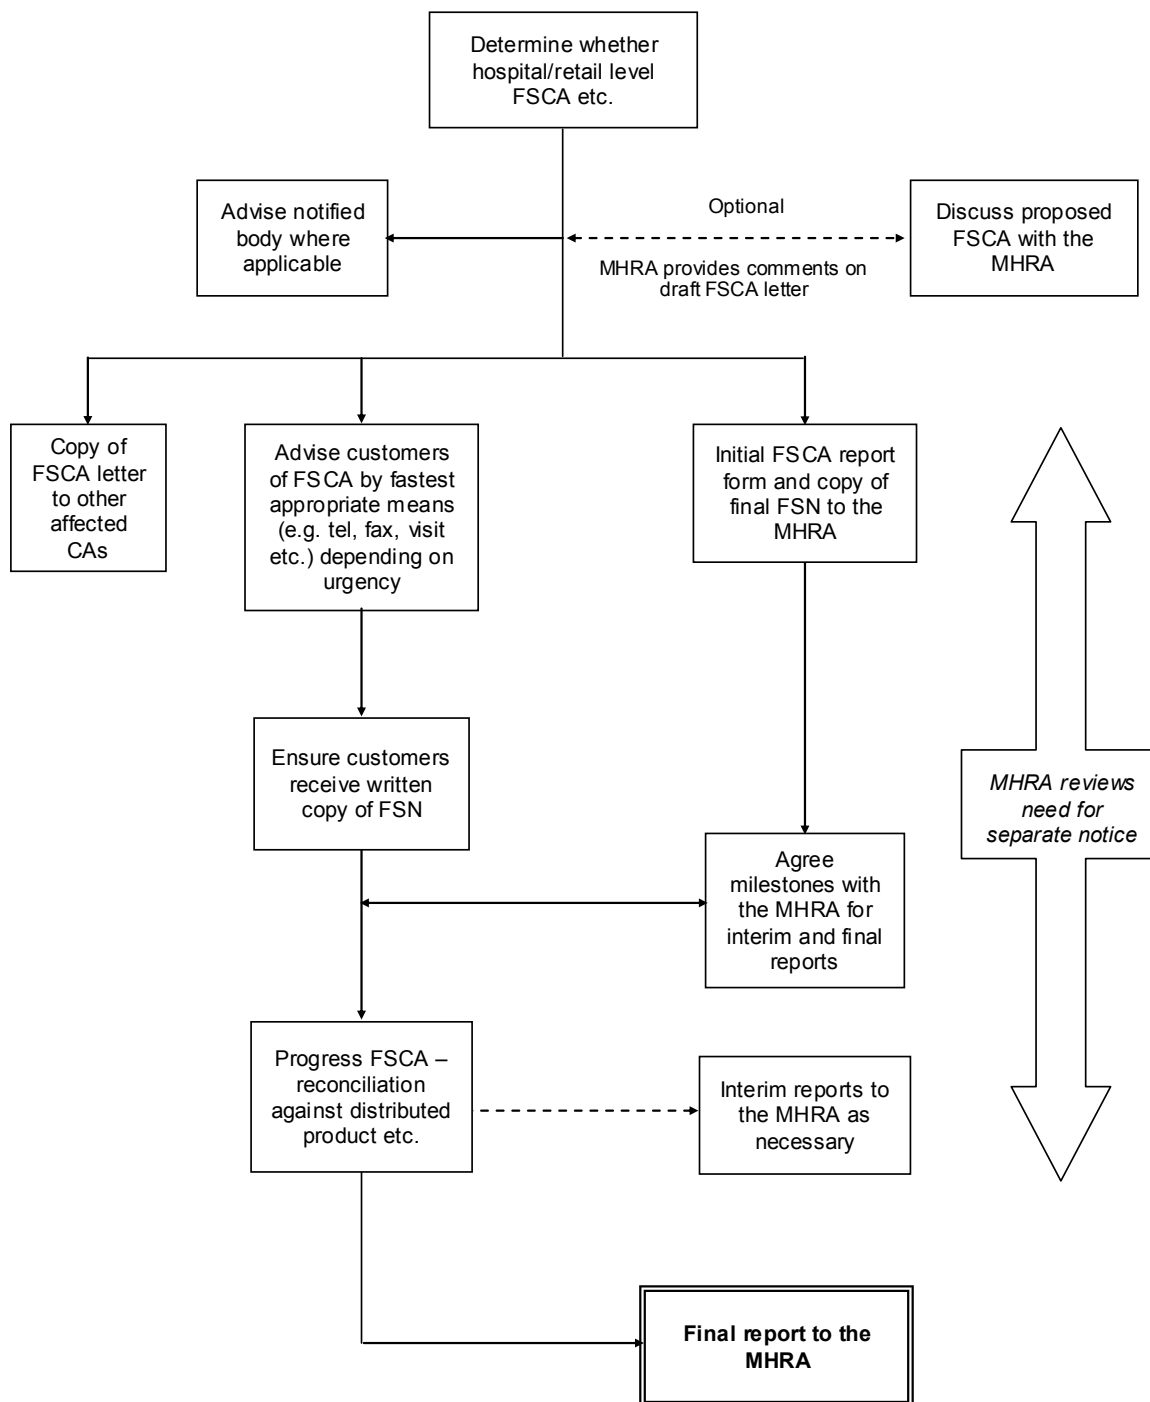 Determine whether
hospital/retail level
FSCA etc.
Advise notified
body where
applicable
Optional
MHRA provides comments on
draft FSCA letter
Discuss proposed
FSCA with the
MHRA
Copy of
FSCA letter
to other
affected
CAs
Advise customers
of FSCA by fastest
appropriate means
(e.g. tel, fax, visit
etc.) depending on
urgency
Initial FSCA report
form and copy of
final FSN to the
MHRA
Ensure customers
receive written
copy of FSN
MHRA reviews
need for
separate notice
Agree
milestones with
the MHRA for
interim and final
reports
Progress FSCA –
reconciliation
against distributed
product etc.
Interim reports to
the MHRA as
necessary
Final report to the
MHRA